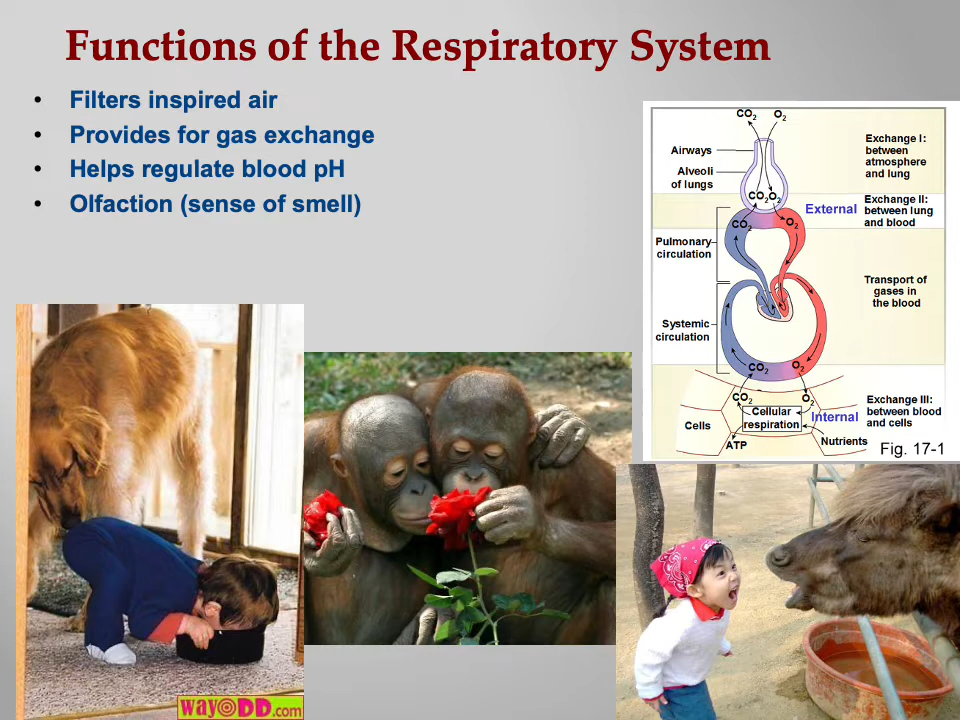 Functions of the Respiratory System
• Filters inspired air
• Provides for gas exchange
• Helps regulate blood pH
• Olfaction (sense of smell)
CO2 O2
Airways
Alveoli
of lungs
Exchange I:
between
atmosphere
and lung
CO2 O2
External
Exchange II:
between lung
and blood
CO2 O2
Pulmonary
circulation
Transport of
gases in
the blood
Systemic
circulation
CO2 O2
CO2 O2
Cellular
respiration
Internal
Exchange III:
between blood
and cells
Cells
ATP
Nutrients
Fig. 17-1
way DD.com